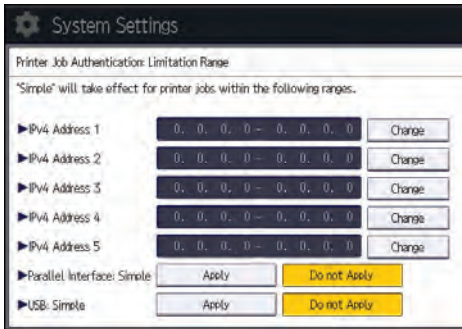 System Settings
Printer Job Authentication: Limitation Range
"Simple" will take effect for printer jobs within the following ranges.
►IPv4 Address 1 0. 0. 0. 0 - 0. 0. 0. 0 Change
►IPv4 Address 2 0. 0. 0. 0 - 0. 0. 0. 0 Change
►IPv4 Address 3 0. 0. 0. 0 - 0. 0. 0. 0 Change
►IPv4 Address 4 0. 0. 0. 0 - 0. 0. 0. 0 Change
►IPv4 Address 5 0. 0. 0. 0 - 0. 0. 0. 0 Change
►Parallel Interface: Simple Apply Do not Apply
►USB: Simple Apply Do not Apply